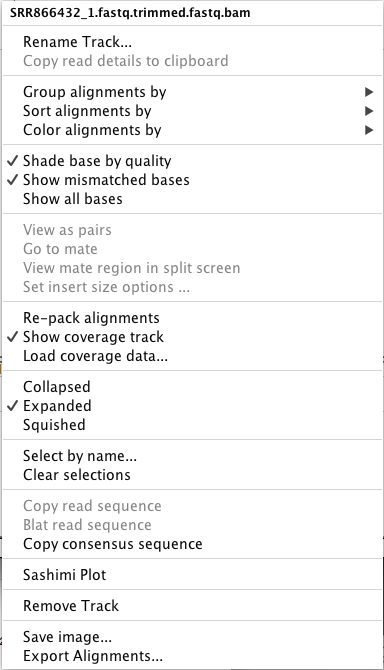 SRR866432_1.fastq.trimmed.fastq.bam
Rename Track...
Copy read details to clipboard
Group alignments by
Sort alignments by
Color alignments by
Shade base by quality
Show mismatched bases
Show all bases
View as pairs
Go to mate
View mate region in split screen
Set insert size options ...
Re-pack alignments
Show coverage track
Load coverage data...
Collapsed
Expanded
Squished
Select by name...
Clear selections
Copy read sequence
Blat read sequence
Copy consensus sequence
Sashimi Plot
Remove Track
Save image...
Export Alignments...